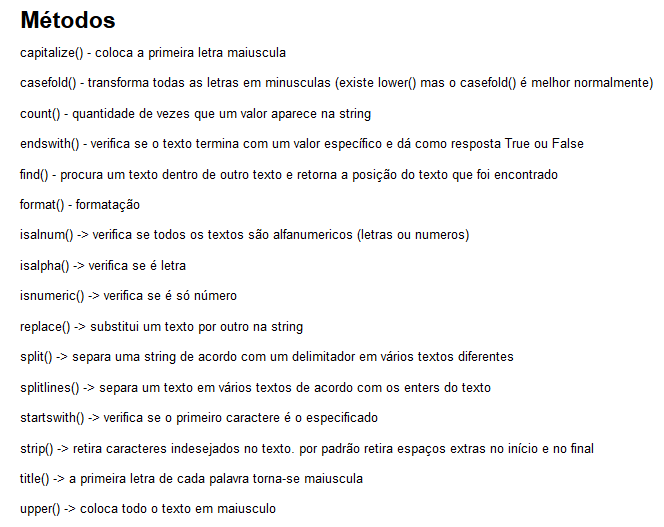 Métodos
capitalize() - coloca a primeira letra maiuscula
casefold() - transforma todas as letras em minusculas (existe lower() mas o casefold() é melhor normalmente)
count() - quantidade de vezes que um valor aparece na string
endswith() - verifica se o texto termina com um valor específico e dá como resposta True ou False
find() - procura um texto dentro de outro texto e retorna a posição do texto que foi encontrado
format() - formatação
isalnum() -> verifica se todos os textos são alfanumericos (letras ou numeros)
isalpha() -> verifica se é letra
isnumeric() -> verifica se é só número
replace() -> substitui um texto por outro na string
split() -> separa uma string de acordo com um delimitador em vários textos diferentes
splitlines() -> separa um texto em vários textos de acordo com os enters do texto
startswith() -> verifica se o primeiro caractere é o especificado
strip() -> retira caracteres indesejados no texto. por padrão retira espaços extras no início e no final
title() -> a primeira letra de cada palavra torna-se maiuscula
upper() -> coloca todo o texto em maiusculo